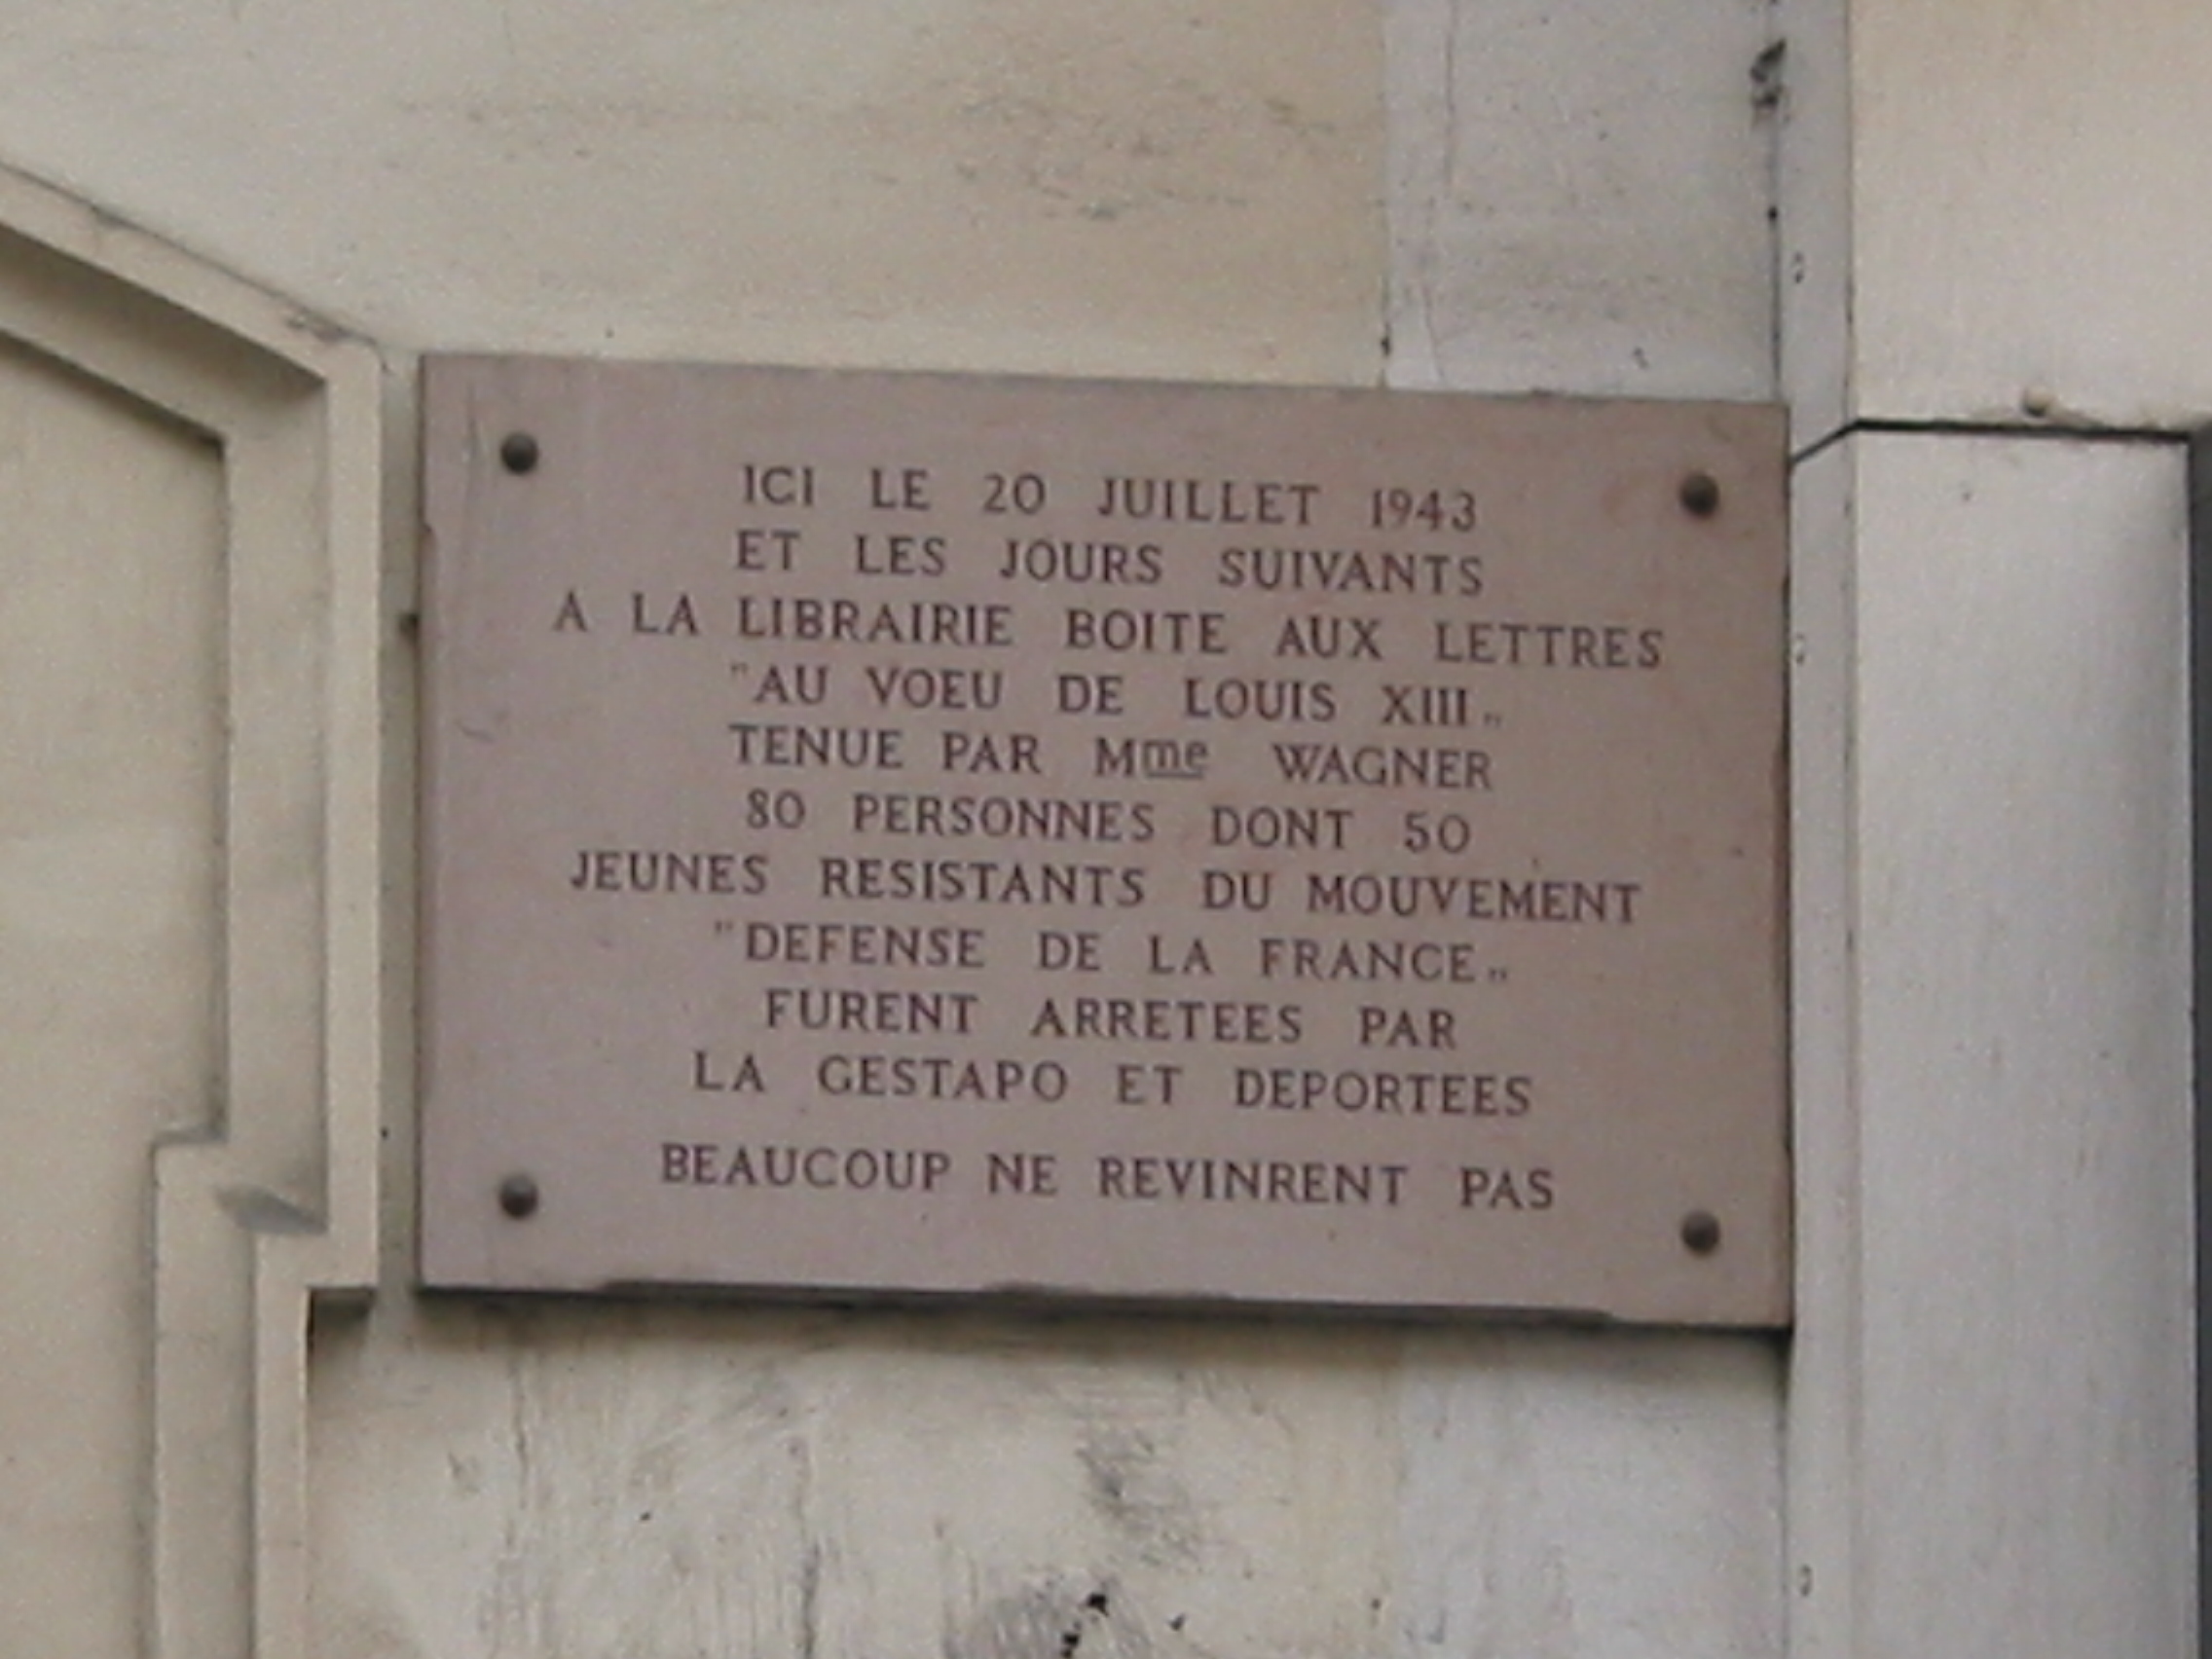 ICI LE 20 JUILLET 1943
ET LES JOURS SUIVANTS
A LA LIBRAIRIE BOITE AUX LETTRES
"AU VOEU DE LOUIS XIII„
TENUE PAR Mme WAGNER
80 PERSONNES DONT 50
JEUNES RESISTANTS DU MOUVEMENT
"DEFENSE DE LA FRANCE„
FURENT ARRETEES PAR
LA GESTAPO ET DEPORTEES
BEAUCOUP NE REVINRENT PAS